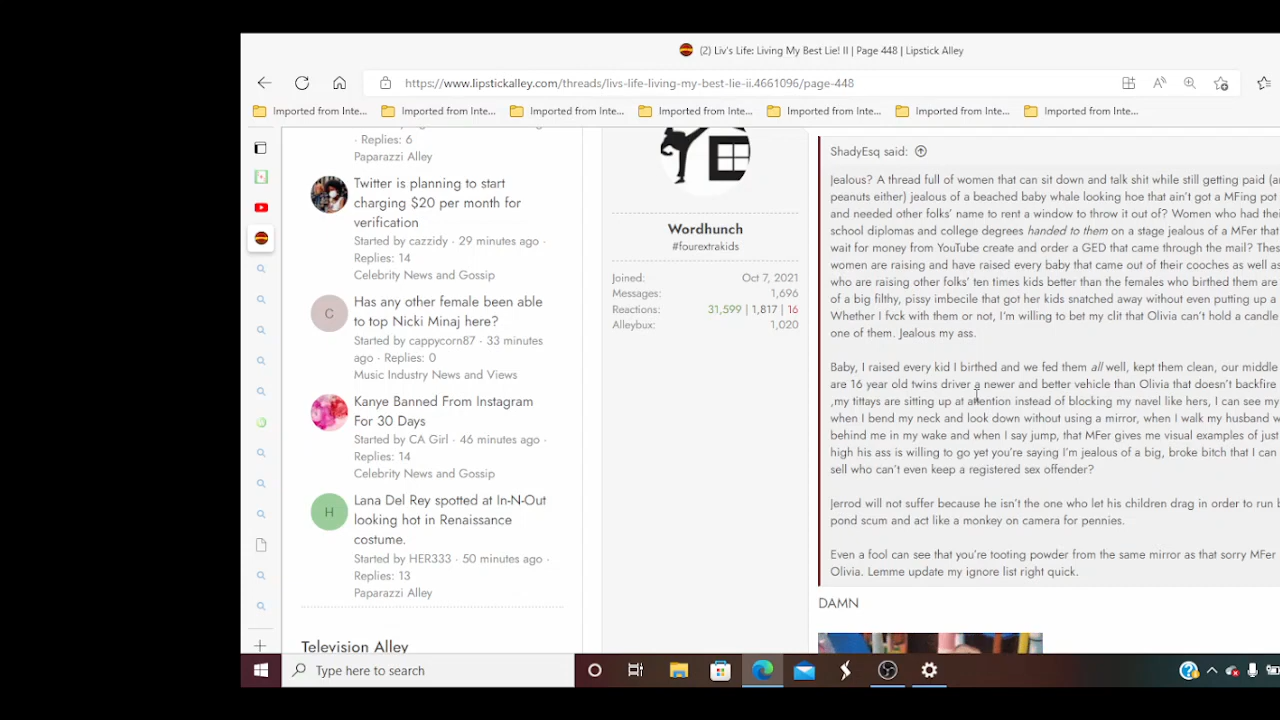 (2) Liv's Life: Living My Best Lie! II | Page 448 | Lipstick Alley
https://www.lipstickalley.com/threads/livs-life-living-my-best-lie-ii.4661096/page-448
Imported from Inte...
Imported from Inte...
Imported from Inte...
Imported from Inte...
Imported from Inte...
Imported from Inte...
Imported from Inte...
· Replies: 6
Paparazzi Alley
Twitter is planning to start
charging $20 per month for
verification
Started by cazzidy · 29 minutes ago ·
Replies: 14
Celebrity News and Gossip
C
Has any other female been able
to top Nicki Minaj here?
Started by cappycorn87 · 33 minutes
ago · Replies: 0
Music Industry News and Views
Kanye Banned From Instagram
For 30 Days
Started by CA Girl · 46 minutes ago ·
Replies: 14
Celebrity News and Gossip
H
Lana Del Rey spotted at In-N-Out
looking hot in Renaissance
costume.
Started by HER333 · 50 minutes ago ·
Replies: 13
Paparazzi Alley
Television Alley
Wordhunch
#fourextrakids
Joined: Oct 7, 2021
Messages: 1,696
Reactions: 31,599 | 1,817 | 16
Alleybux: 1,020
ShadyEsq said:
Jealous? A thread full of women that can sit down and talk shit while still getting paid (a
peanuts either) jealous of a beached baby whale looking hoe that ain't got a MFing pot
and needed other folks' name to rent a window to throw it out of? Women who had the
school diplomas and college degrees handed to them on a stage jealous of a MFer that
wait for money from YouTube create and order a GED that came through the mail? Thes
women are raising and have raised every baby that came out of their cooches as well as
who are raising other folks' ten times kids better than the females who birthed them are
of a big filthy, pissy imbecile that got her kids snatched away without even putting up a
Whether I fvck with them or not, I'm willing to bet my clit that Olivia can't hold a candle
one of them. Jealous my ass.
Baby, I raised every kid I birthed and we fed them all well, kept them clean, our middle
are 16 year old twins driver a newer and better vehicle than Olivia that doesn't backfire
,my tittays are sitting up at attention instead of blocking my navel like hers, I can see my
when I bend my neck and look down without using a mirror, when I walk my husband w
behind me in my wake and when I say jump, that MFer gives me visual examples of just
high his ass is willing to go yet you're saying I'm jealous of a big, broke bitch that I can
sell who can't even keep a registered sex offender?
Jerrod will not suffer because he isn't the one who let his children drag in order to run b
pond scum and act like a monkey on camera for pennies.
Even a fool can see that you're tooting powder from the same mirror as that sorry MFer
Olivia. Lemme update my ignore list right quick.
DAMN
Type here to search